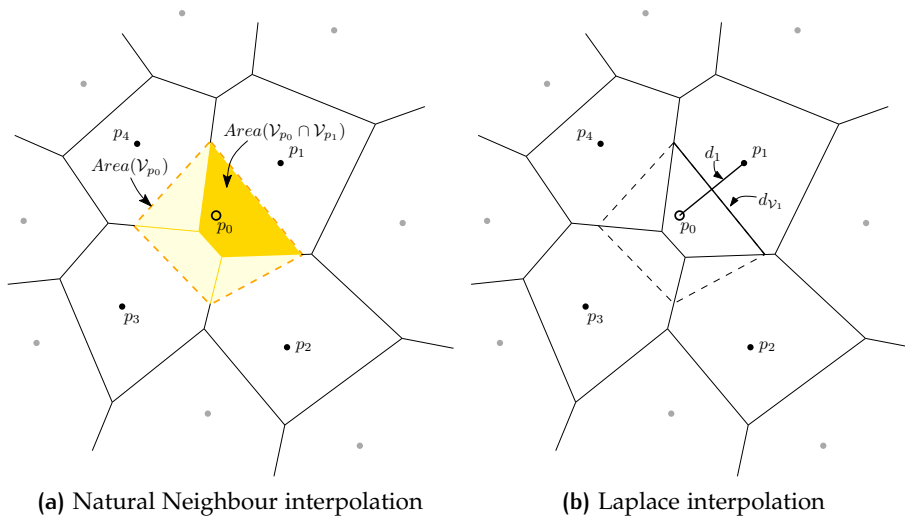 p₄
Area(𝒱ₚ₀ ∩ 𝒱ₚ₁)
p₁
Area(𝒱ₚ₀)
p₀
p₃
p₂
(a) Natural Neighbour interpolation
p₄
d₁
p₁
d𝒱₁
p₀
p₃
p₂
(b) Laplace interpolation